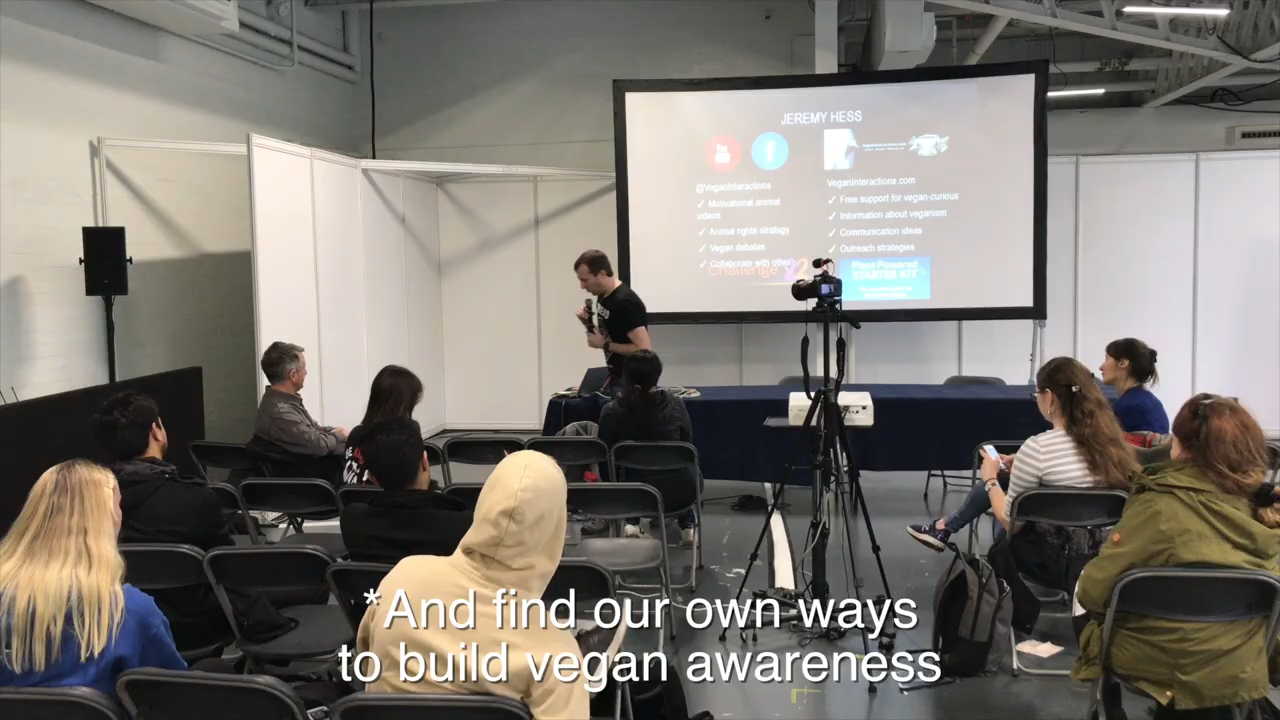 JEREMY HESS
@VeganInteractions
✓ Motivational animal
videos
✓ Animal rights strategy
✓ Vegan debates
✓ Collaborate with other
Challenge 22
VeganInteractions.com
✓ Free support for vegan-curious
✓ Information about veganism
✓ Communication ideas
✓ Outreach strategies
Plant Powered
STARTER KIT
*And find our own ways
to build vegan awareness